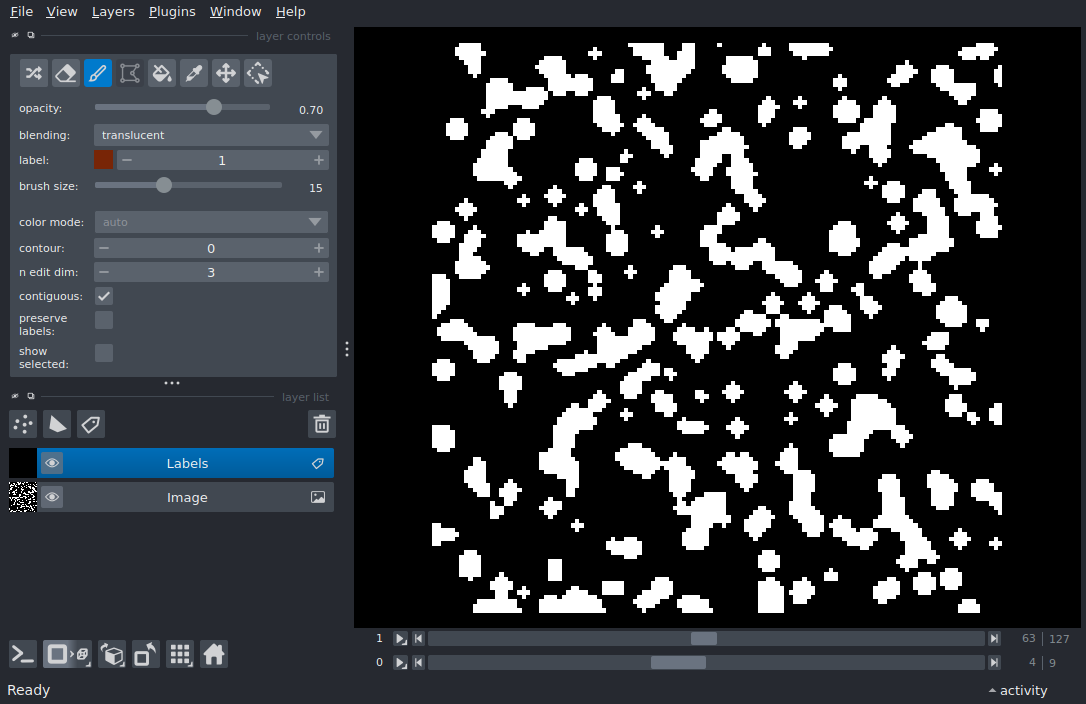 File View Layers Plugins Window Help
layer controls
opacity: 0.70
blending: translucent
label: 1
brush size: 15
color mode: auto
contour: 0
n edit dim: 3
contiguous:
preserve
labels:
show
selected:
layer list
Labels
Image
1 63 127
0 4 9
Ready activity